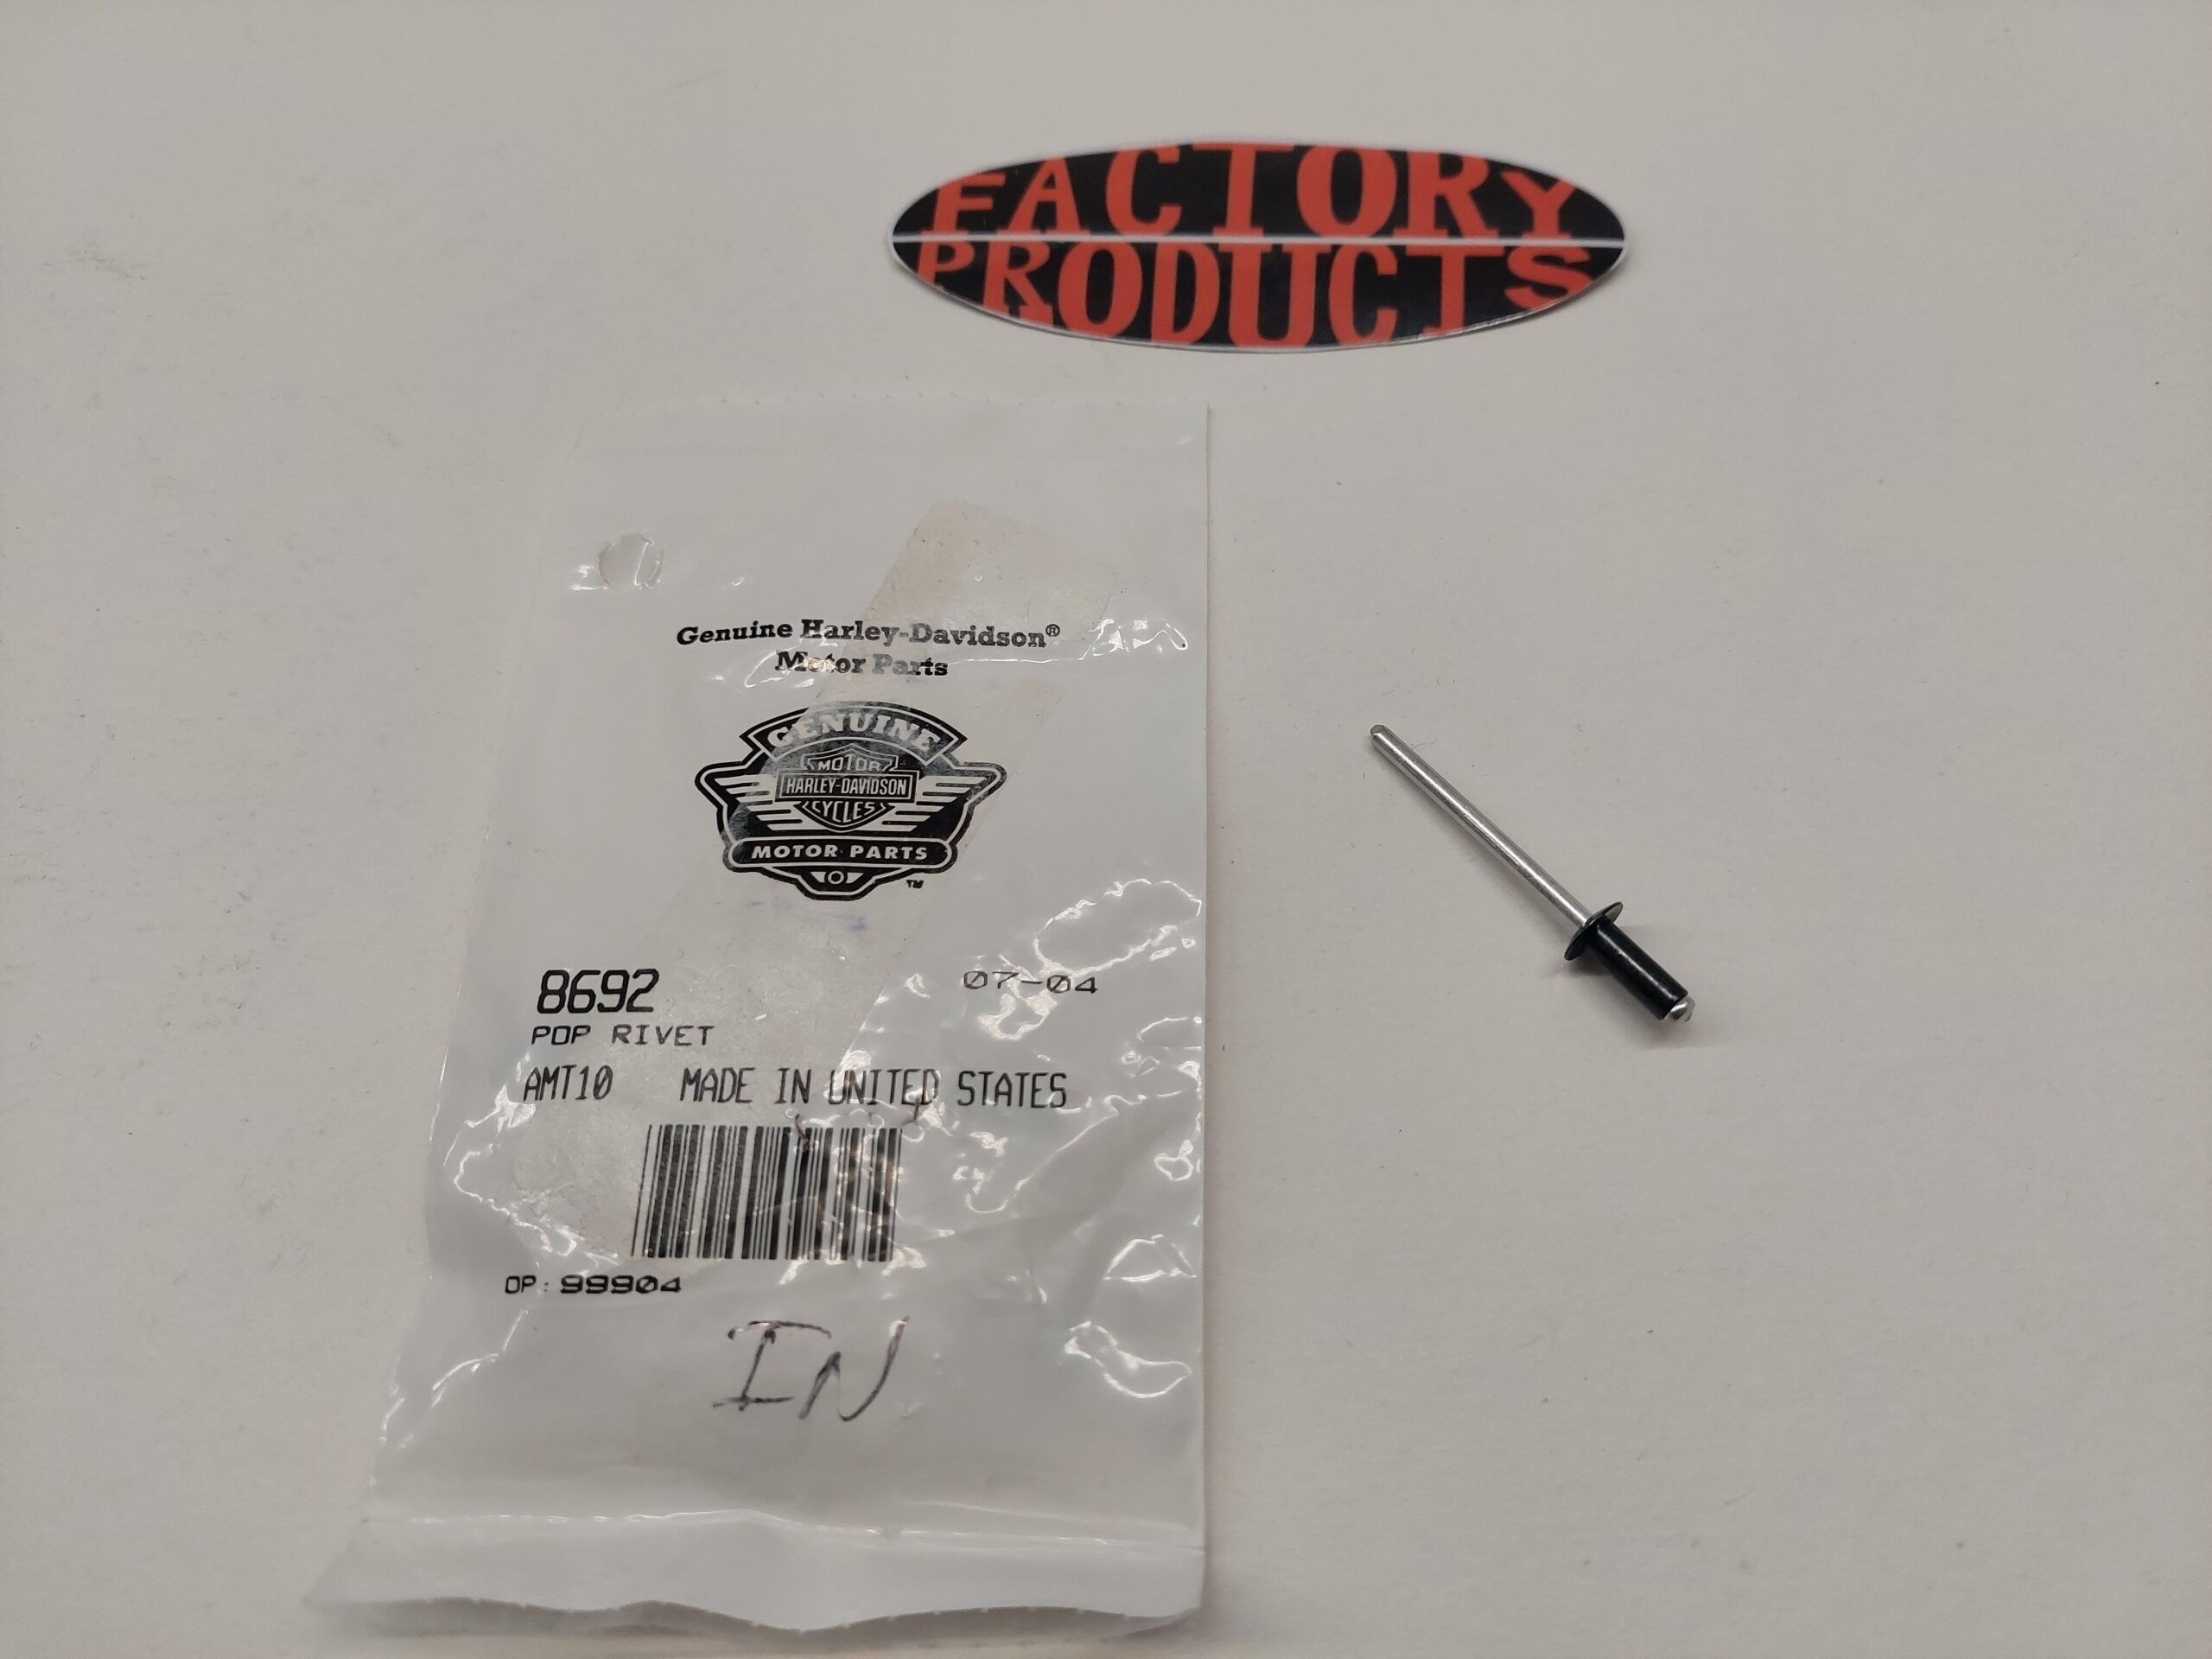 FACTORY
PRODUCTS
Genuine Harley-Davidson®
Motor Parts
GENUINE
MOTOR
HARLEY-DAVIDSON
CYCLES
MOTOR PARTS
TM
8692 07-04
POP RIVET
AMT10 MADE IN UNITED STATES
OP: 99904
IN